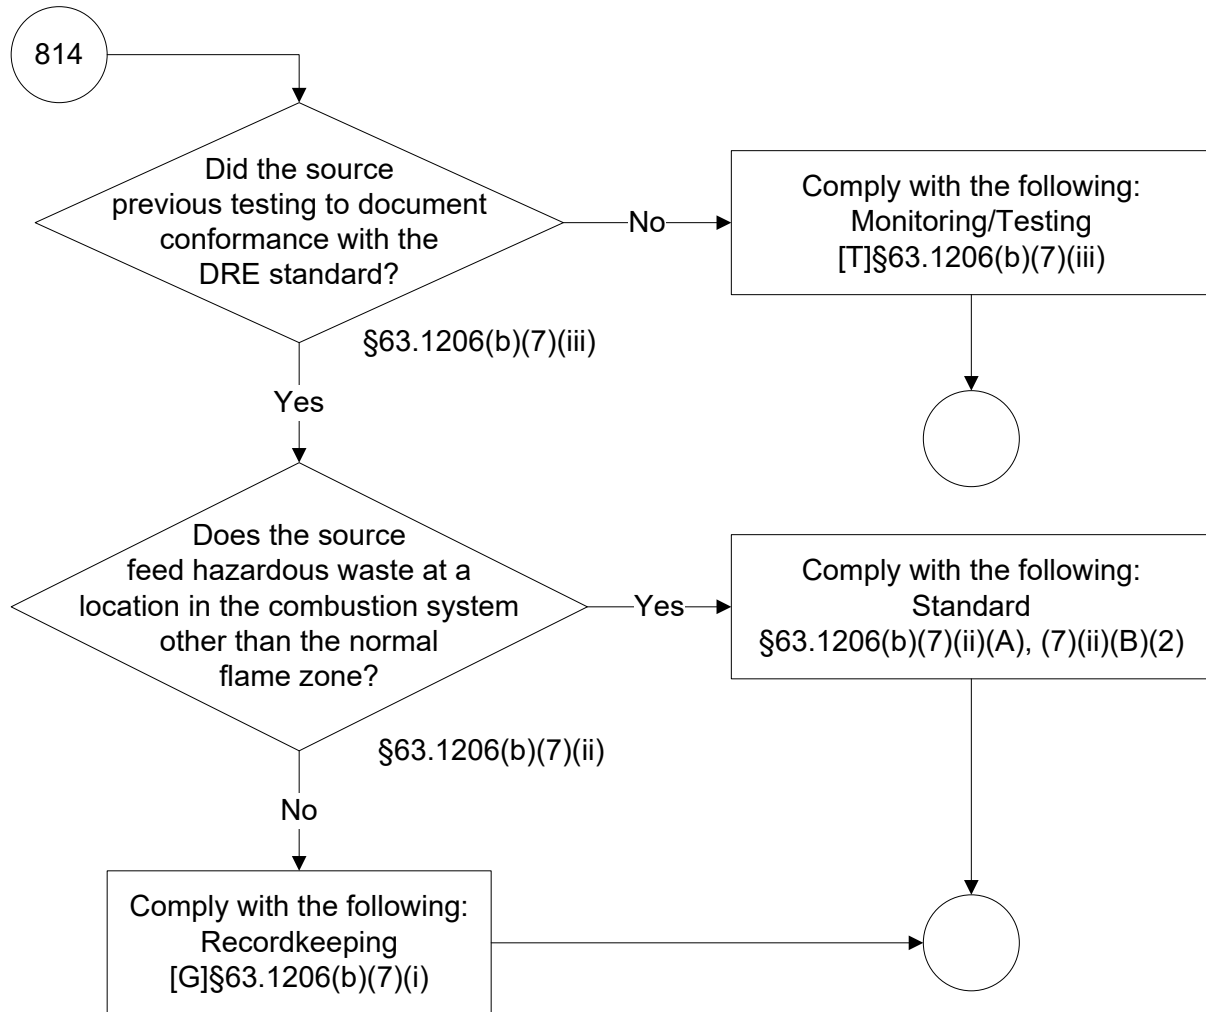 814
Did the source
previous testing to document
conformance with the
DRE standard?
No
Comply with the following:
Monitoring/Testing
[T]§63.1206(b)(7)(iii)
§63.1206(b)(7)(iii)
Yes
Does the source
feed hazardous waste at a
location in the combustion system
other than the normal
flame zone?
Yes
Comply with the following:
Standard
§63.1206(b)(7)(ii)(A), (7)(ii)(B)(2)
§63.1206(b)(7)(ii)
No
Comply with the following:
Recordkeeping
[G]§63.1206(b)(7)(i)